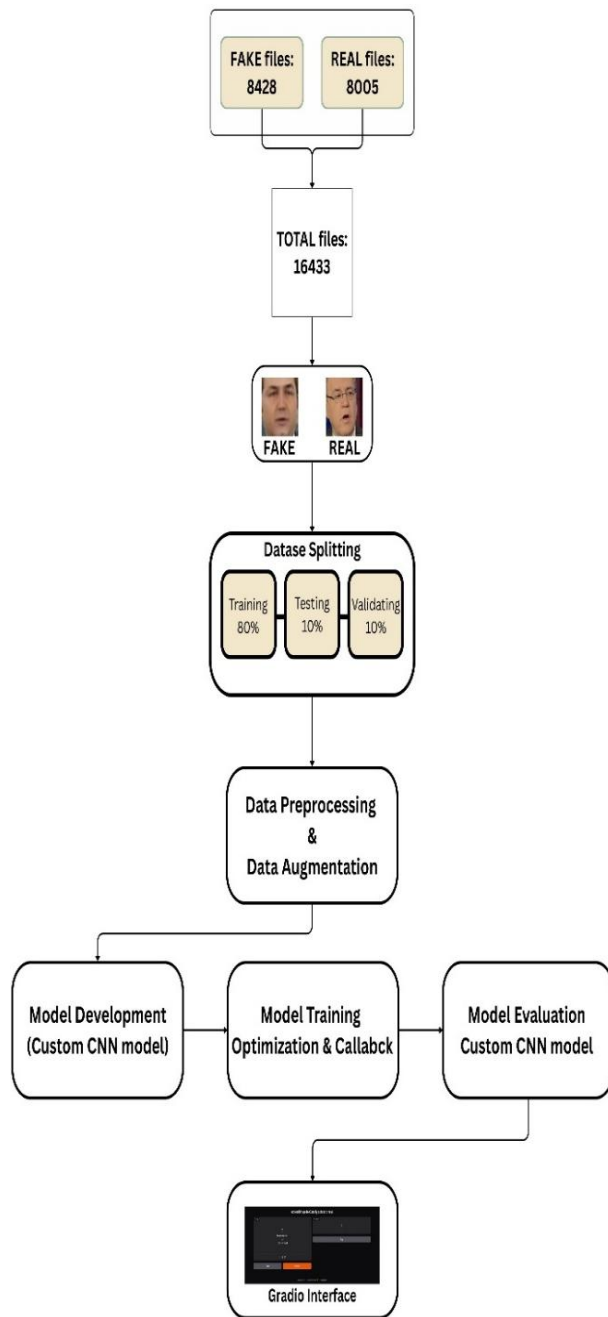 FAKE files:
8428
REAL files:
8005
TOTAL files:
16433
FAKE
REAL
Datase Splitting
Training
80%
Testing
10%
Validating
10%
Data Preprocessing
&
Data Augmentation
Model Development
(Custom CNN model)
Model Training
Optimization & Callabck
Model Evaluation
Custom CNN model
Gradio Interface